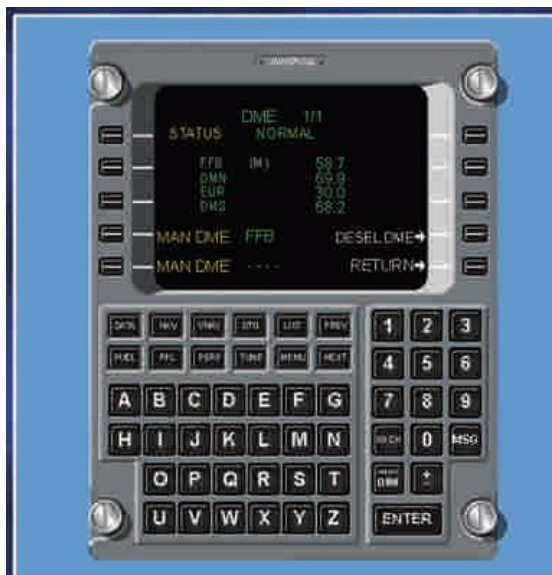 DME 1/1
STATUS NORMAL
FFB (M) 58.7
DMN 69.9
EUR 30.0
DMS 68.2
MAN DME FFB DESEL DME→
MAN DME ---- RETURN→
DATA NAV VNAV DTO LIST PREV 1 2 3
FUEL FPL PERF TUNE MENU NEXT 4 5 6
A B C D E F G 7 8 9
H I J K L M N 0 MSG
O P Q R S T DIM + -
U V W X Y Z ENTER